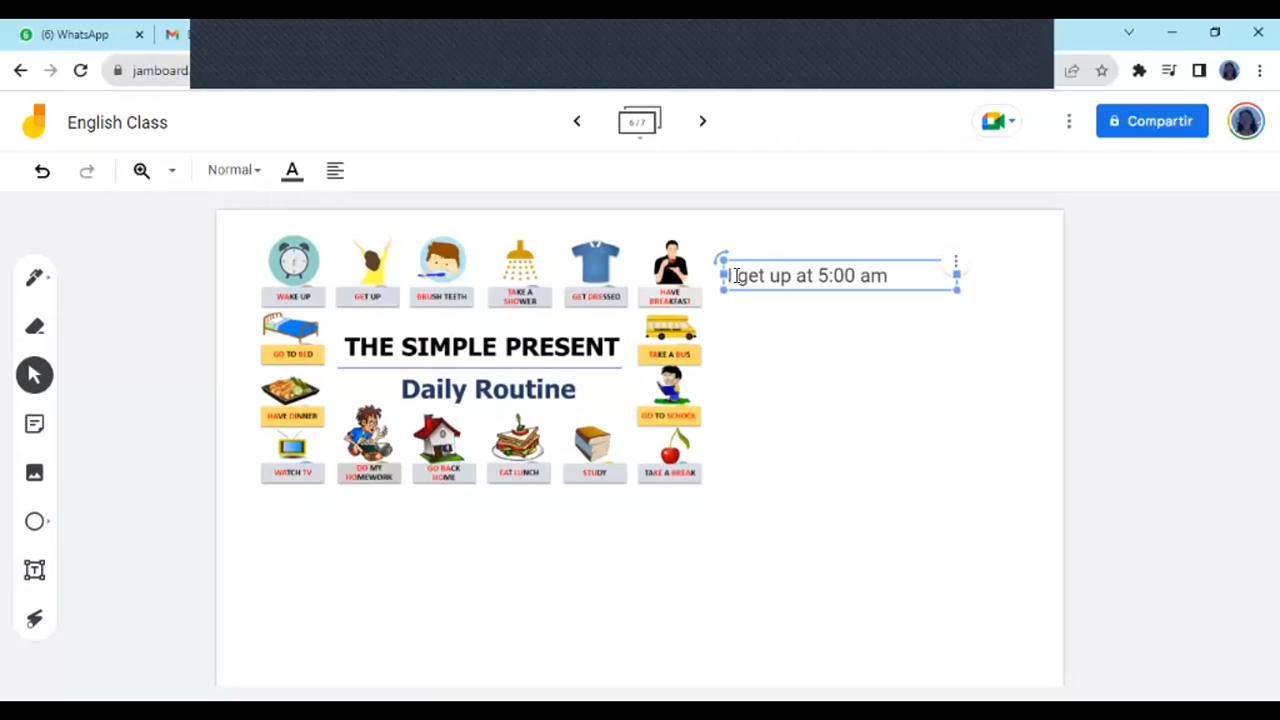 (6) WhatsApp
jamboard.
English Class
6 / 7
Compartir
Normal
WAKE UP
GET UP
BRUSH TEETH
TAKE A
SHOWER
GET DRESSED
HAVE
BREAKFAST
I get up at 5:00 am
GO TO BED
THE SIMPLE PRESENT
TAKE A BUS
Daily Routine
HAVE DINNER
GO TO SCHOOL
WATCH TV
DO MY
HOMEWORK
GO BACK
HOME
EAT LUNCH
STUDY
TAKE A BREAK